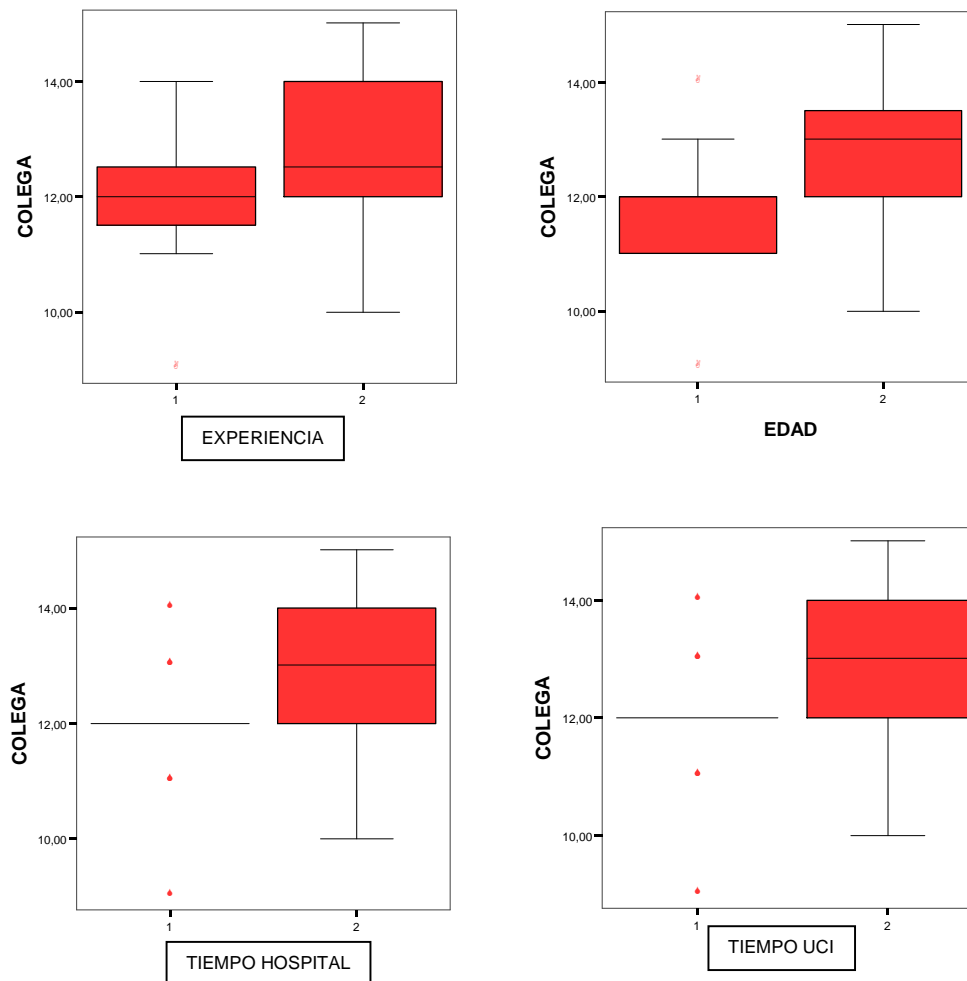 14,00
12,00
10,00
COLEGA
1
2
EXPERIENCIA
14,00
12,00
10,00
COLEGA
1
2
EDAD
14,00
12,00
10,00
COLEGA
1
2
TIEMPO HOSPITAL
14,00
12,00
10,00
COLEGA
1
2
TIEMPO UCI